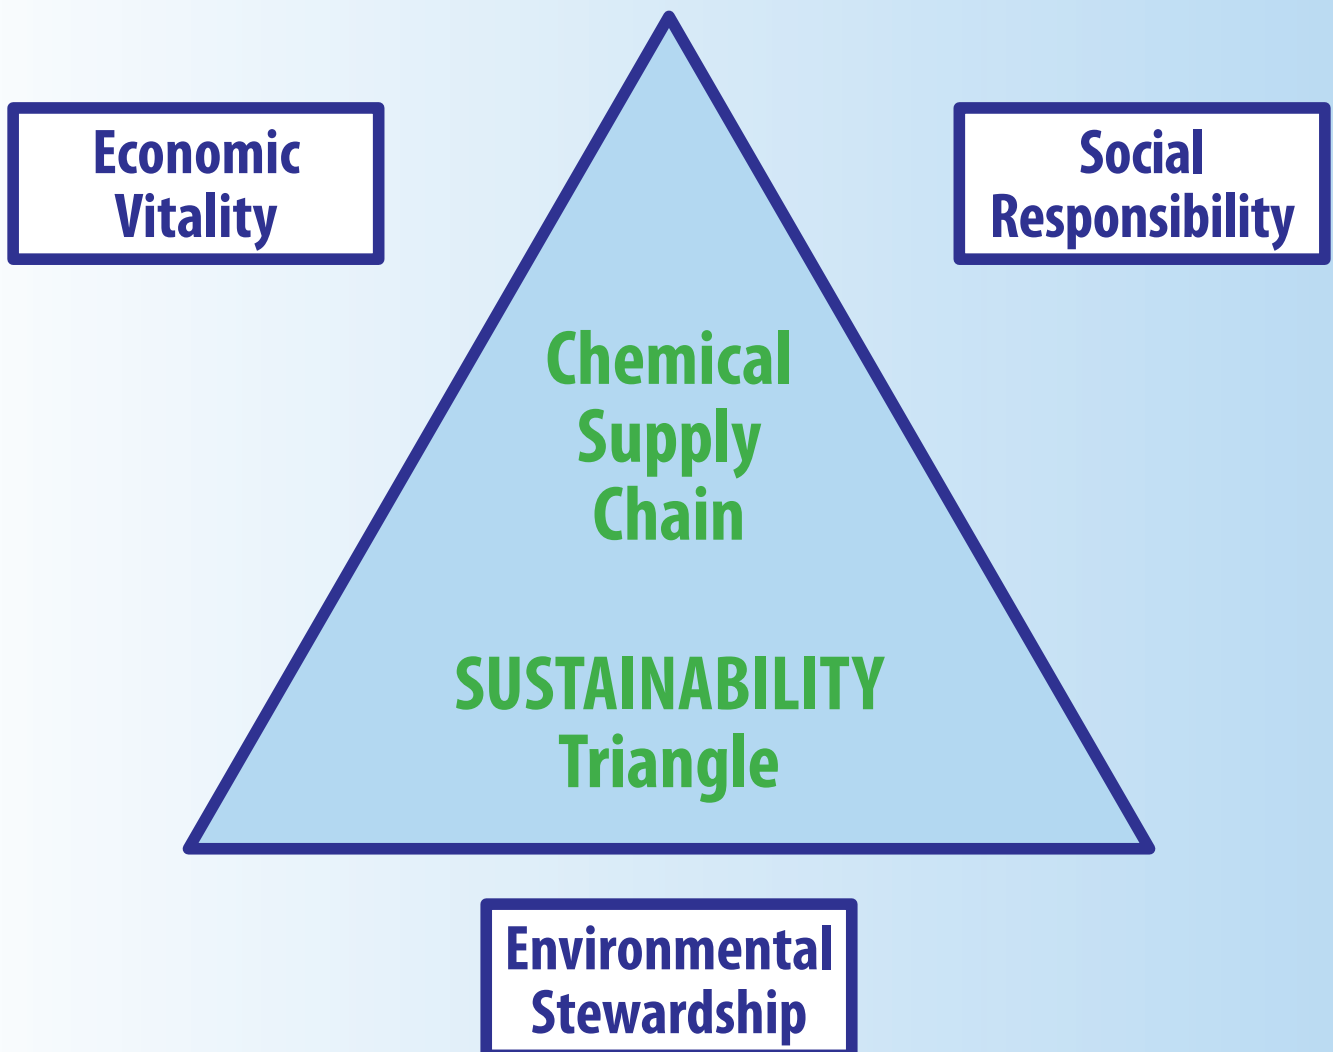 Economic
Vitality
Social
Responsibility
Chemical
Supply
Chain
SUSTAINABILITY
Triangle
Environmental
Stewardship